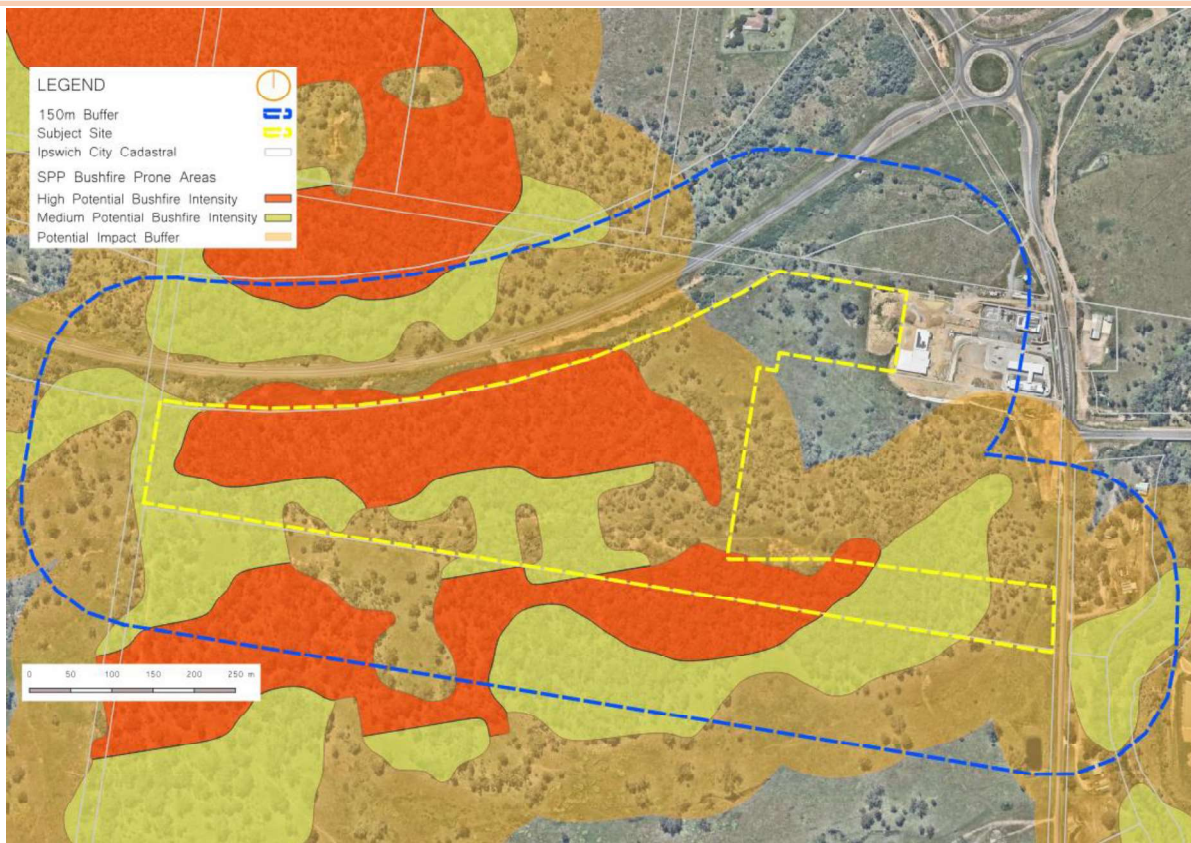 LEGEND
150m Buffer
Subject Site
Ipswich City Cadastral
SPP Bushfire Prone Areas
High Potential Bushfire Intensity
Medium Potential Bushfire Intensity
Potential Impact Buffer
0 50 100 150 200 250 m